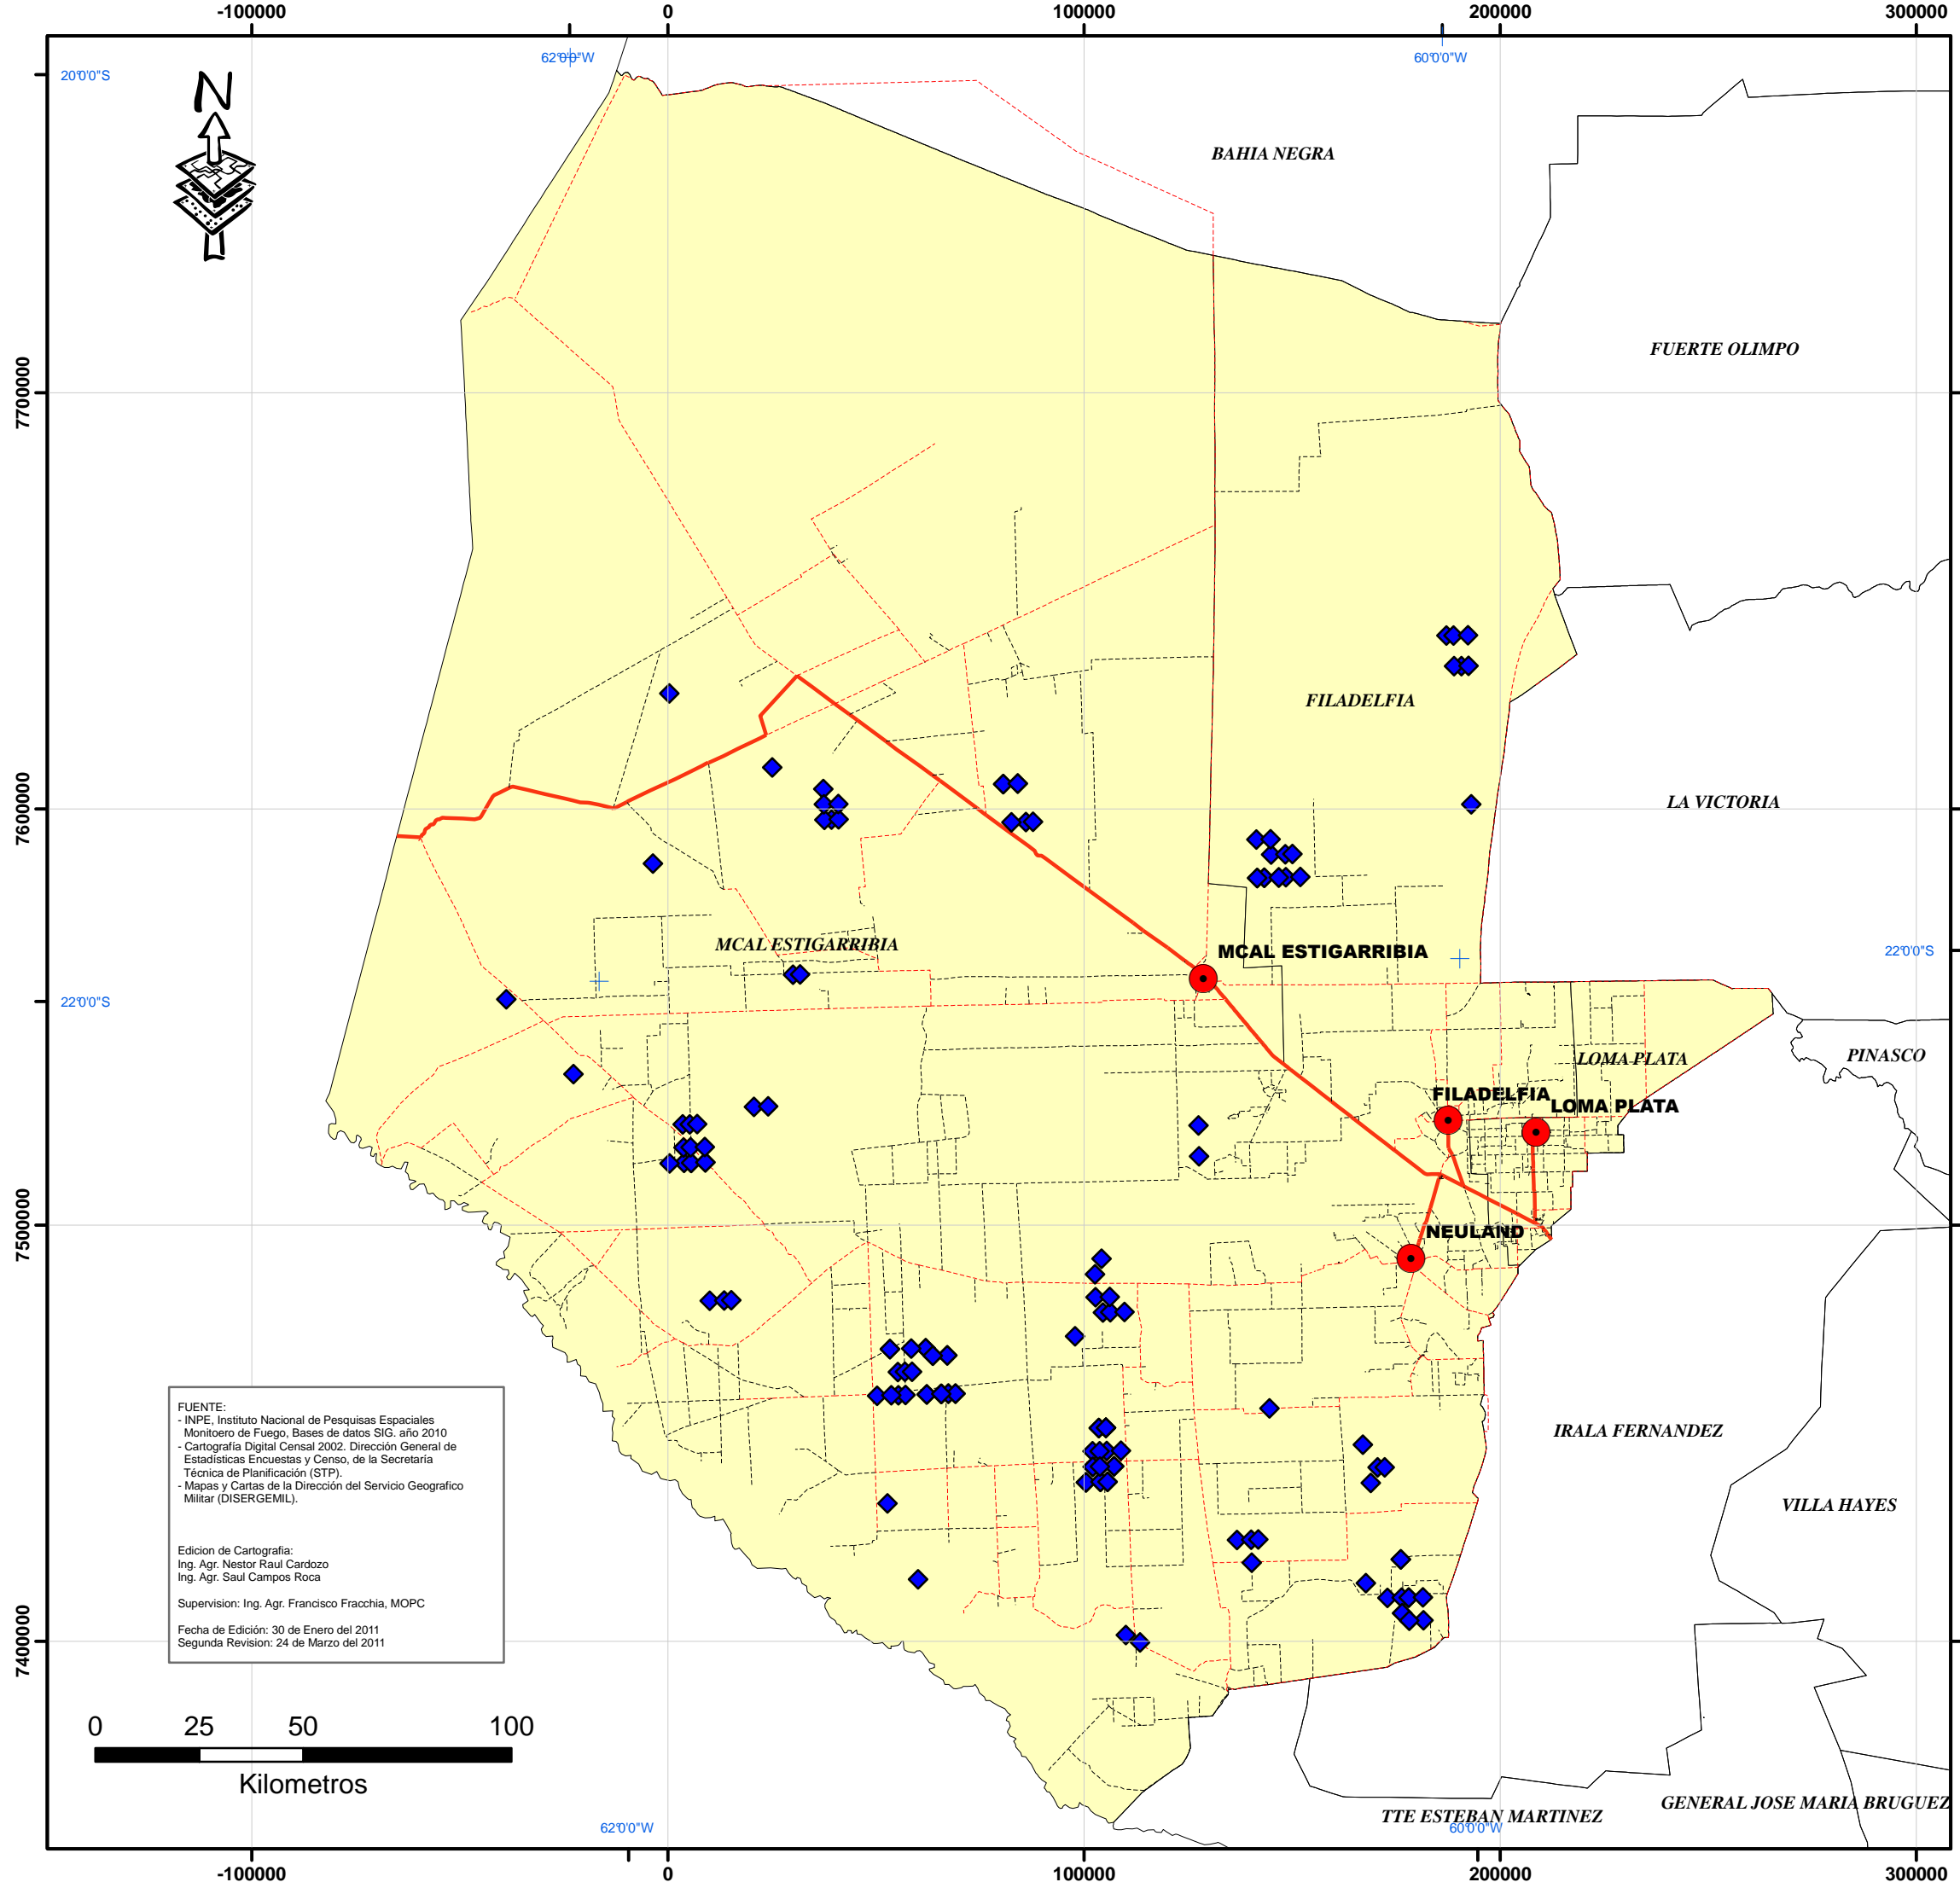 -100000 0 100000 200000 300000
62°0'0"W 60°0'0"W
20°0'0"S
N
BAHIA NEGRA
FUERTE OLIMPO
7700000
FILADELFIA
LA VICTORIA
7600000
MCAL ESTIGARRIBIA
MCAL ESTIGARRIBIA
22°0'0"S
22°0'0"S
LOMA PLATA
PINASCO
FILADELFIA
LOMA PLATA
7500000
NEULAND
IRALA FERNANDEZ
VILLA HAYES
FUENTE:
- INPE, Instituto Nacional de Pesquisas Espaciales
Monitoero de Fuego, Bases de datos SIG. año 2010
- Cartografía Digital Censal 2002. Dirección General de
Estadísticas Encuestas y Censo, de la Secretaría
Técnica de Planificación (STP).
- Mapas y Cartas de la Dirección del Servicio Geografico
Militar (DISERGEMIL).
Edicion de Cartografia:
Ing. Agr. Nestor Raul Cardozo
Ing. Agr. Saul Campos Roca
Supervision: Ing. Agr. Francisco Fracchia, MOPC
Fecha de Edición: 30 de Enero del 2011
Segunda Revision: 24 de Marzo del 2011
7400000
0 25 50 100
Kilometros
TTE ESTEBAN MARTINEZ
GENERAL JOSE MARIA BRUGUEZ
62°0'0"W 60°0'0"W
-100000 0 100000 200000 300000